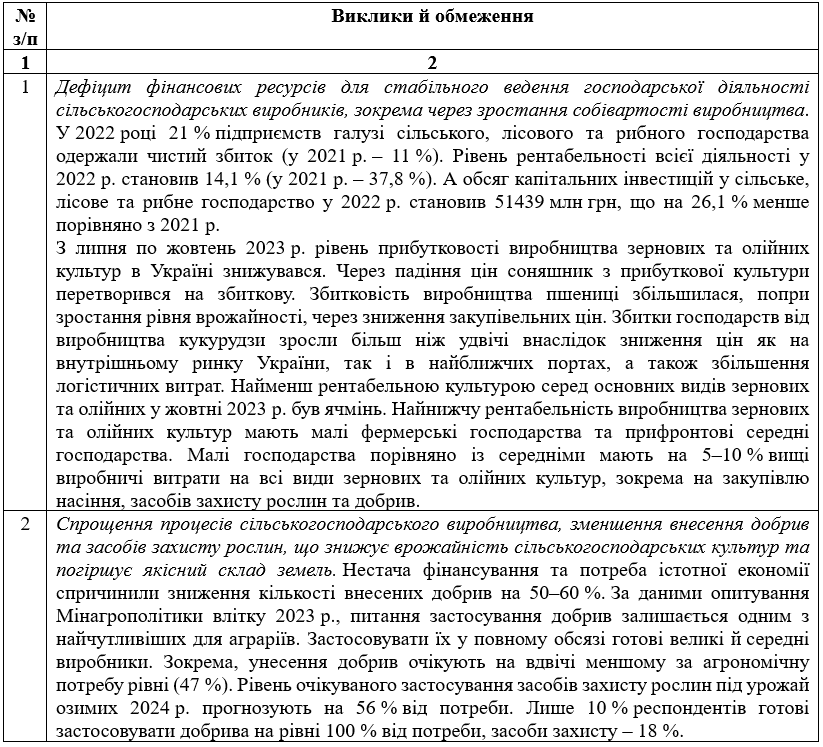 № Виклики й обмеження
з/п
1 2
1 Дефіцит фінансових ресурсів для стабільного ведення господарської діяльності
сільськогосподарських виробників, зокрема через зростання собівартості виробництва.
У 2022 році 21 % підприємств галузі сільського, лісового та рибного господарства
одержали чистий збиток (у 2021 р. – 11 %). Рівень рентабельності всієї діяльності у
2022 р. становив 14,1 % (у 2021 р. – 37,8 %). А обсяг капітальних інвестицій у сільське,
лісове та рибне господарство у 2022 р. становив 51439 млн грн, що на 26,1 % менше
порівняно з 2021 р.
З липня по жовтень 2023 р. рівень прибутковості виробництва зернових та олійних
культур в Україні знижувався. Через падіння цін соняшник з прибуткової культури
перетворився на збиткову. Збитковість виробництва пшениці збільшилася, попри
зростання рівня врожайності, через зниження закупівельних цін. Збитки господарств від
виробництва кукурудзи зросли більш ніж удвічі внаслідок зниження цін як на
внутрішньому ринку України, так і в найближчих портах, а також збільшення
логістичних витрат. Найменш рентабельною культурою серед основних видів зернових
та олійних у жовтні 2023 р. був ячмінь. Найнижчу рентабельність виробництва зернових
та олійних культур мають малі фермерські господарства та прифронтові середні
господарства. Малі господарства порівняно із середніми мають на 5–10 % вищі
виробничі витрати на всі види зернових та олійних культур, зокрема на закупівлю
насіння, засобів захисту рослин та добрив.
2 Спрощення процесів сільськогосподарського виробництва, зменшення внесення добрив
та засобів захисту рослин, що знижує врожайність сільськогосподарських культур та
погіршує якісний склад земель. Нестача фінансування та потреба істотної економії
спричинили зниження кількості внесених добрив на 50–60 %. За даними опитування
Мінагрополітики влітку 2023 р., питання застосування добрив залишається одним з
найчутливіших для аграріїв. Застосовувати їх у повному обсязі готові великі й середні
виробники. Зокрема, унесення добрив очікують на вдвічі меншому за агрономічну
потребу рівні (47 %). Рівень очікуваного застосування засобів захисту рослин під урожай
озимих 2024 р. прогнозують на 56 % від потреби. Лише 10 % респондентів готові
застосовувати добрива на рівні 100 % від потреби, засоби захисту – 18 %.